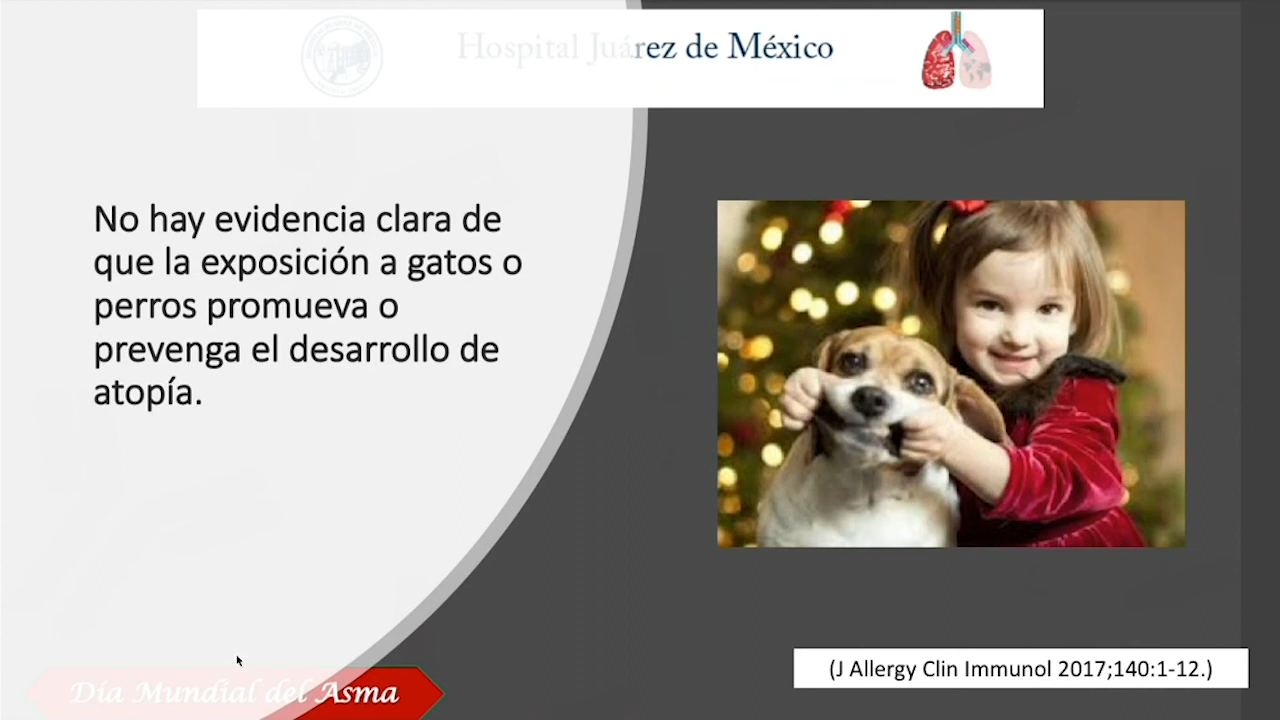 Hospital Juárez de México
No hay evidencia clara de
que la exposición a gatos o
perros promueva o
prevenga el desarrollo de
atopía.
(J Allergy Clin Immunol 2017;140:1-12.)
Día Mundial del Asma